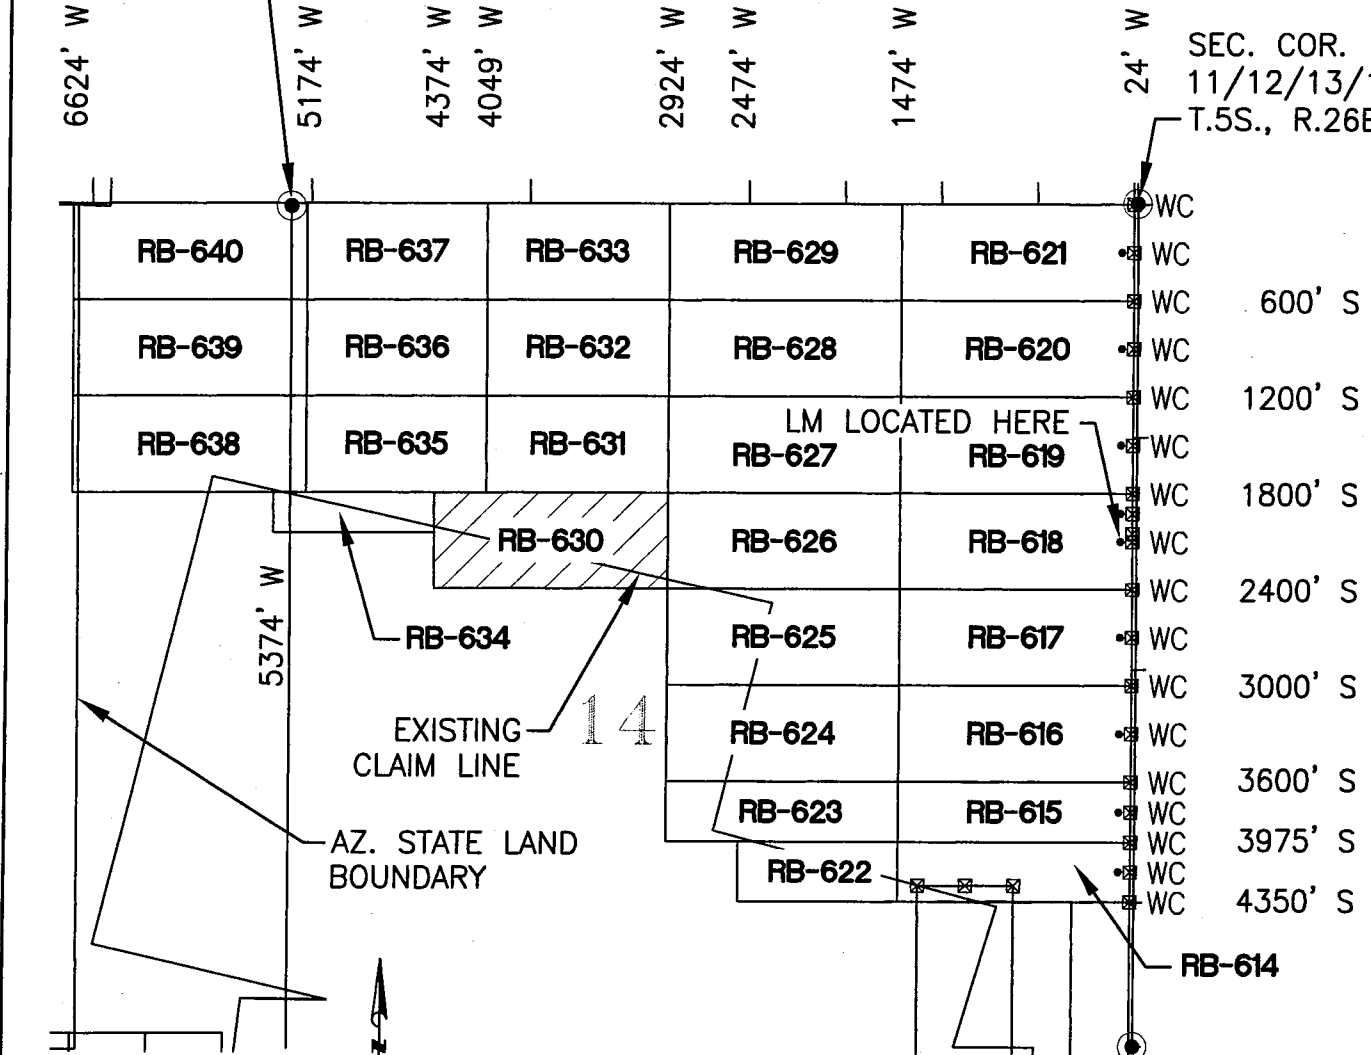 6624' W
5174' W
4374' W
4049' W
2924' W
2474' W
1474' W
24' W
SEC. COR.
11/12/13/
T.5S., R.26E
WC
RB-640 RB-637 RB-633 RB-629 RB-621 WC
WC 600' S
RB-639 RB-636 RB-632 RB-628 RB-620 WC
WC 1200' S
LM LOCATED HERE
RB-638 RB-635 RB-631 RB-627 RB-619 WC
WC 1800' S
RB-630 RB-626 RB-618 WC
WC 2400' S
5374' W
RB-634 RB-625 RB-617 WC
WC 3000' S
14
EXISTING
CLAIM LINE
RB-624 RB-616 WC
WC 3600' S
RB-623 RB-615 WC
AZ. STATE LAND
BOUNDARY
WC 3975' S
RB-622 WC
WC 4350' S
RB-614
N